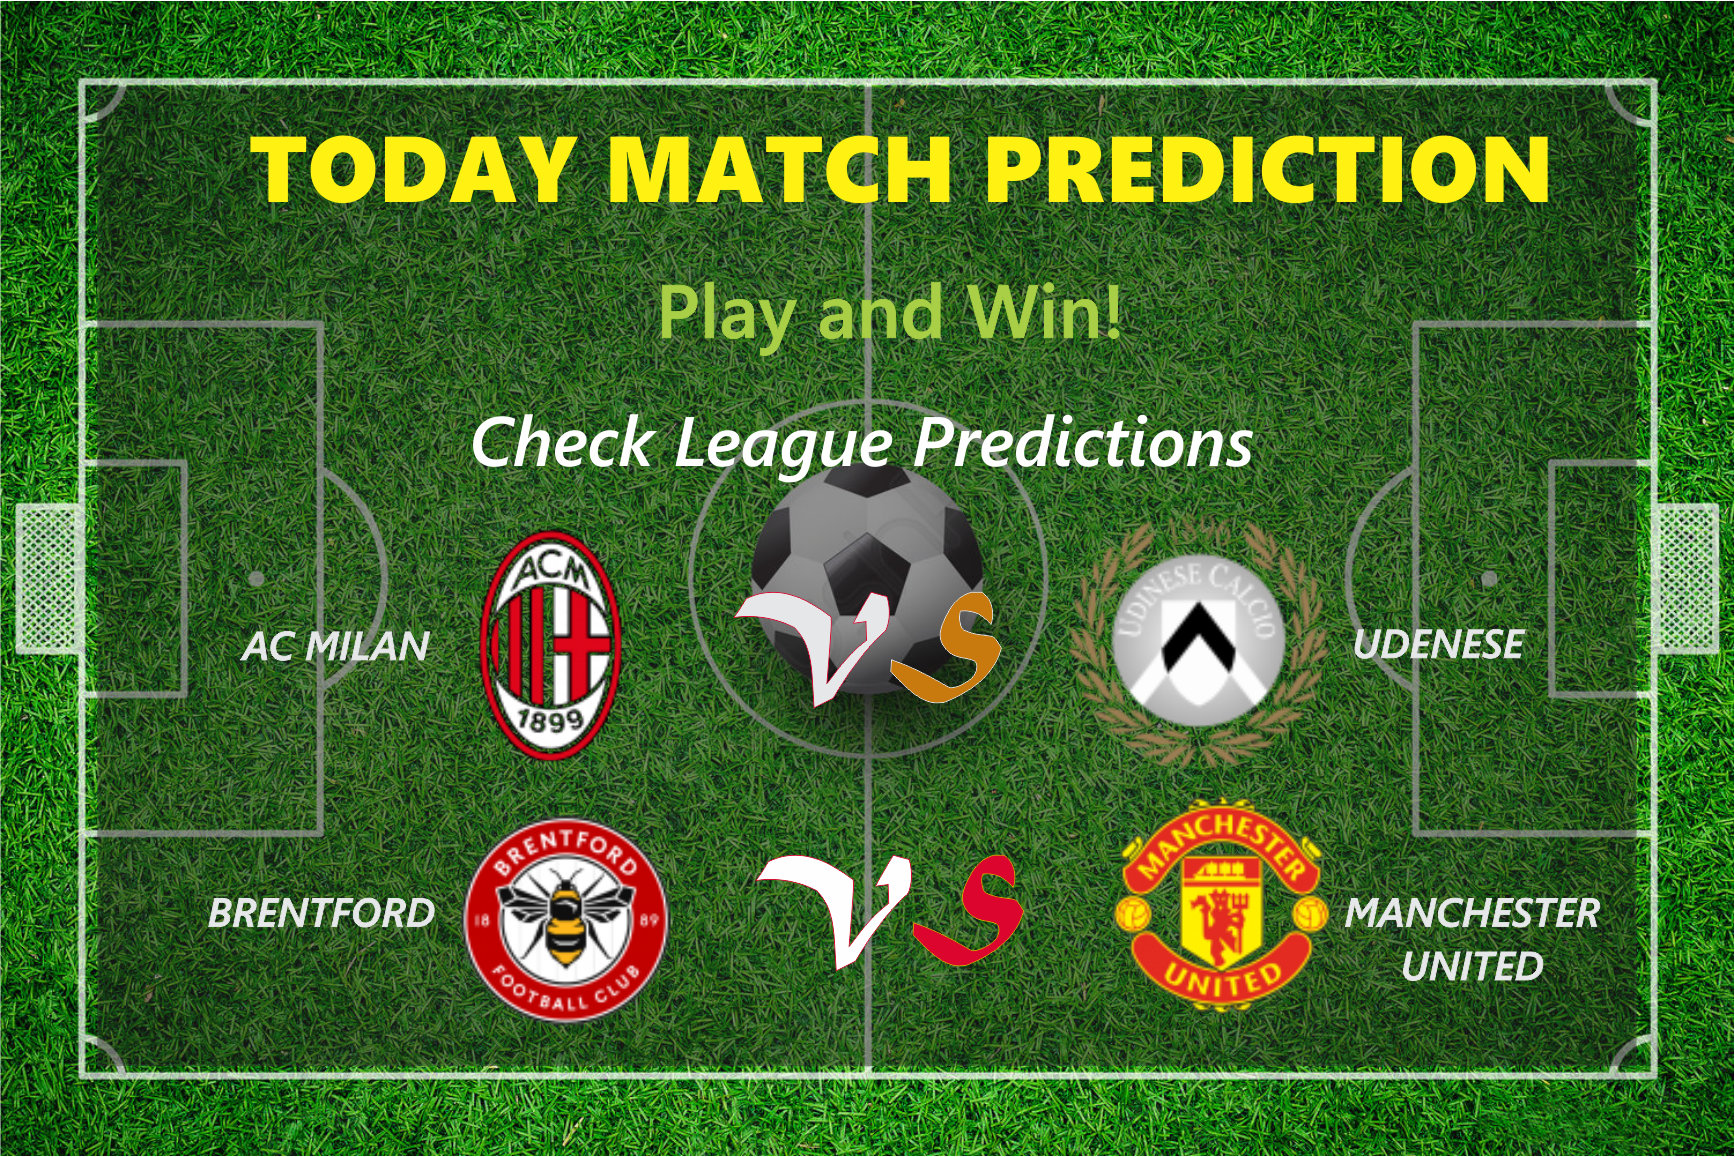 TODAY MATCH PREDICTION
Play and Win!
Check League Predictions
AC MILAN
ACM
1899
VS
1896
UDINESE CALCIO
UDENESE
BRENTFORD
BRENTFORD
18 89
FOOTBALL CLUB
VS
MANCHESTER
UNITED
MANCHESTER
UNITED